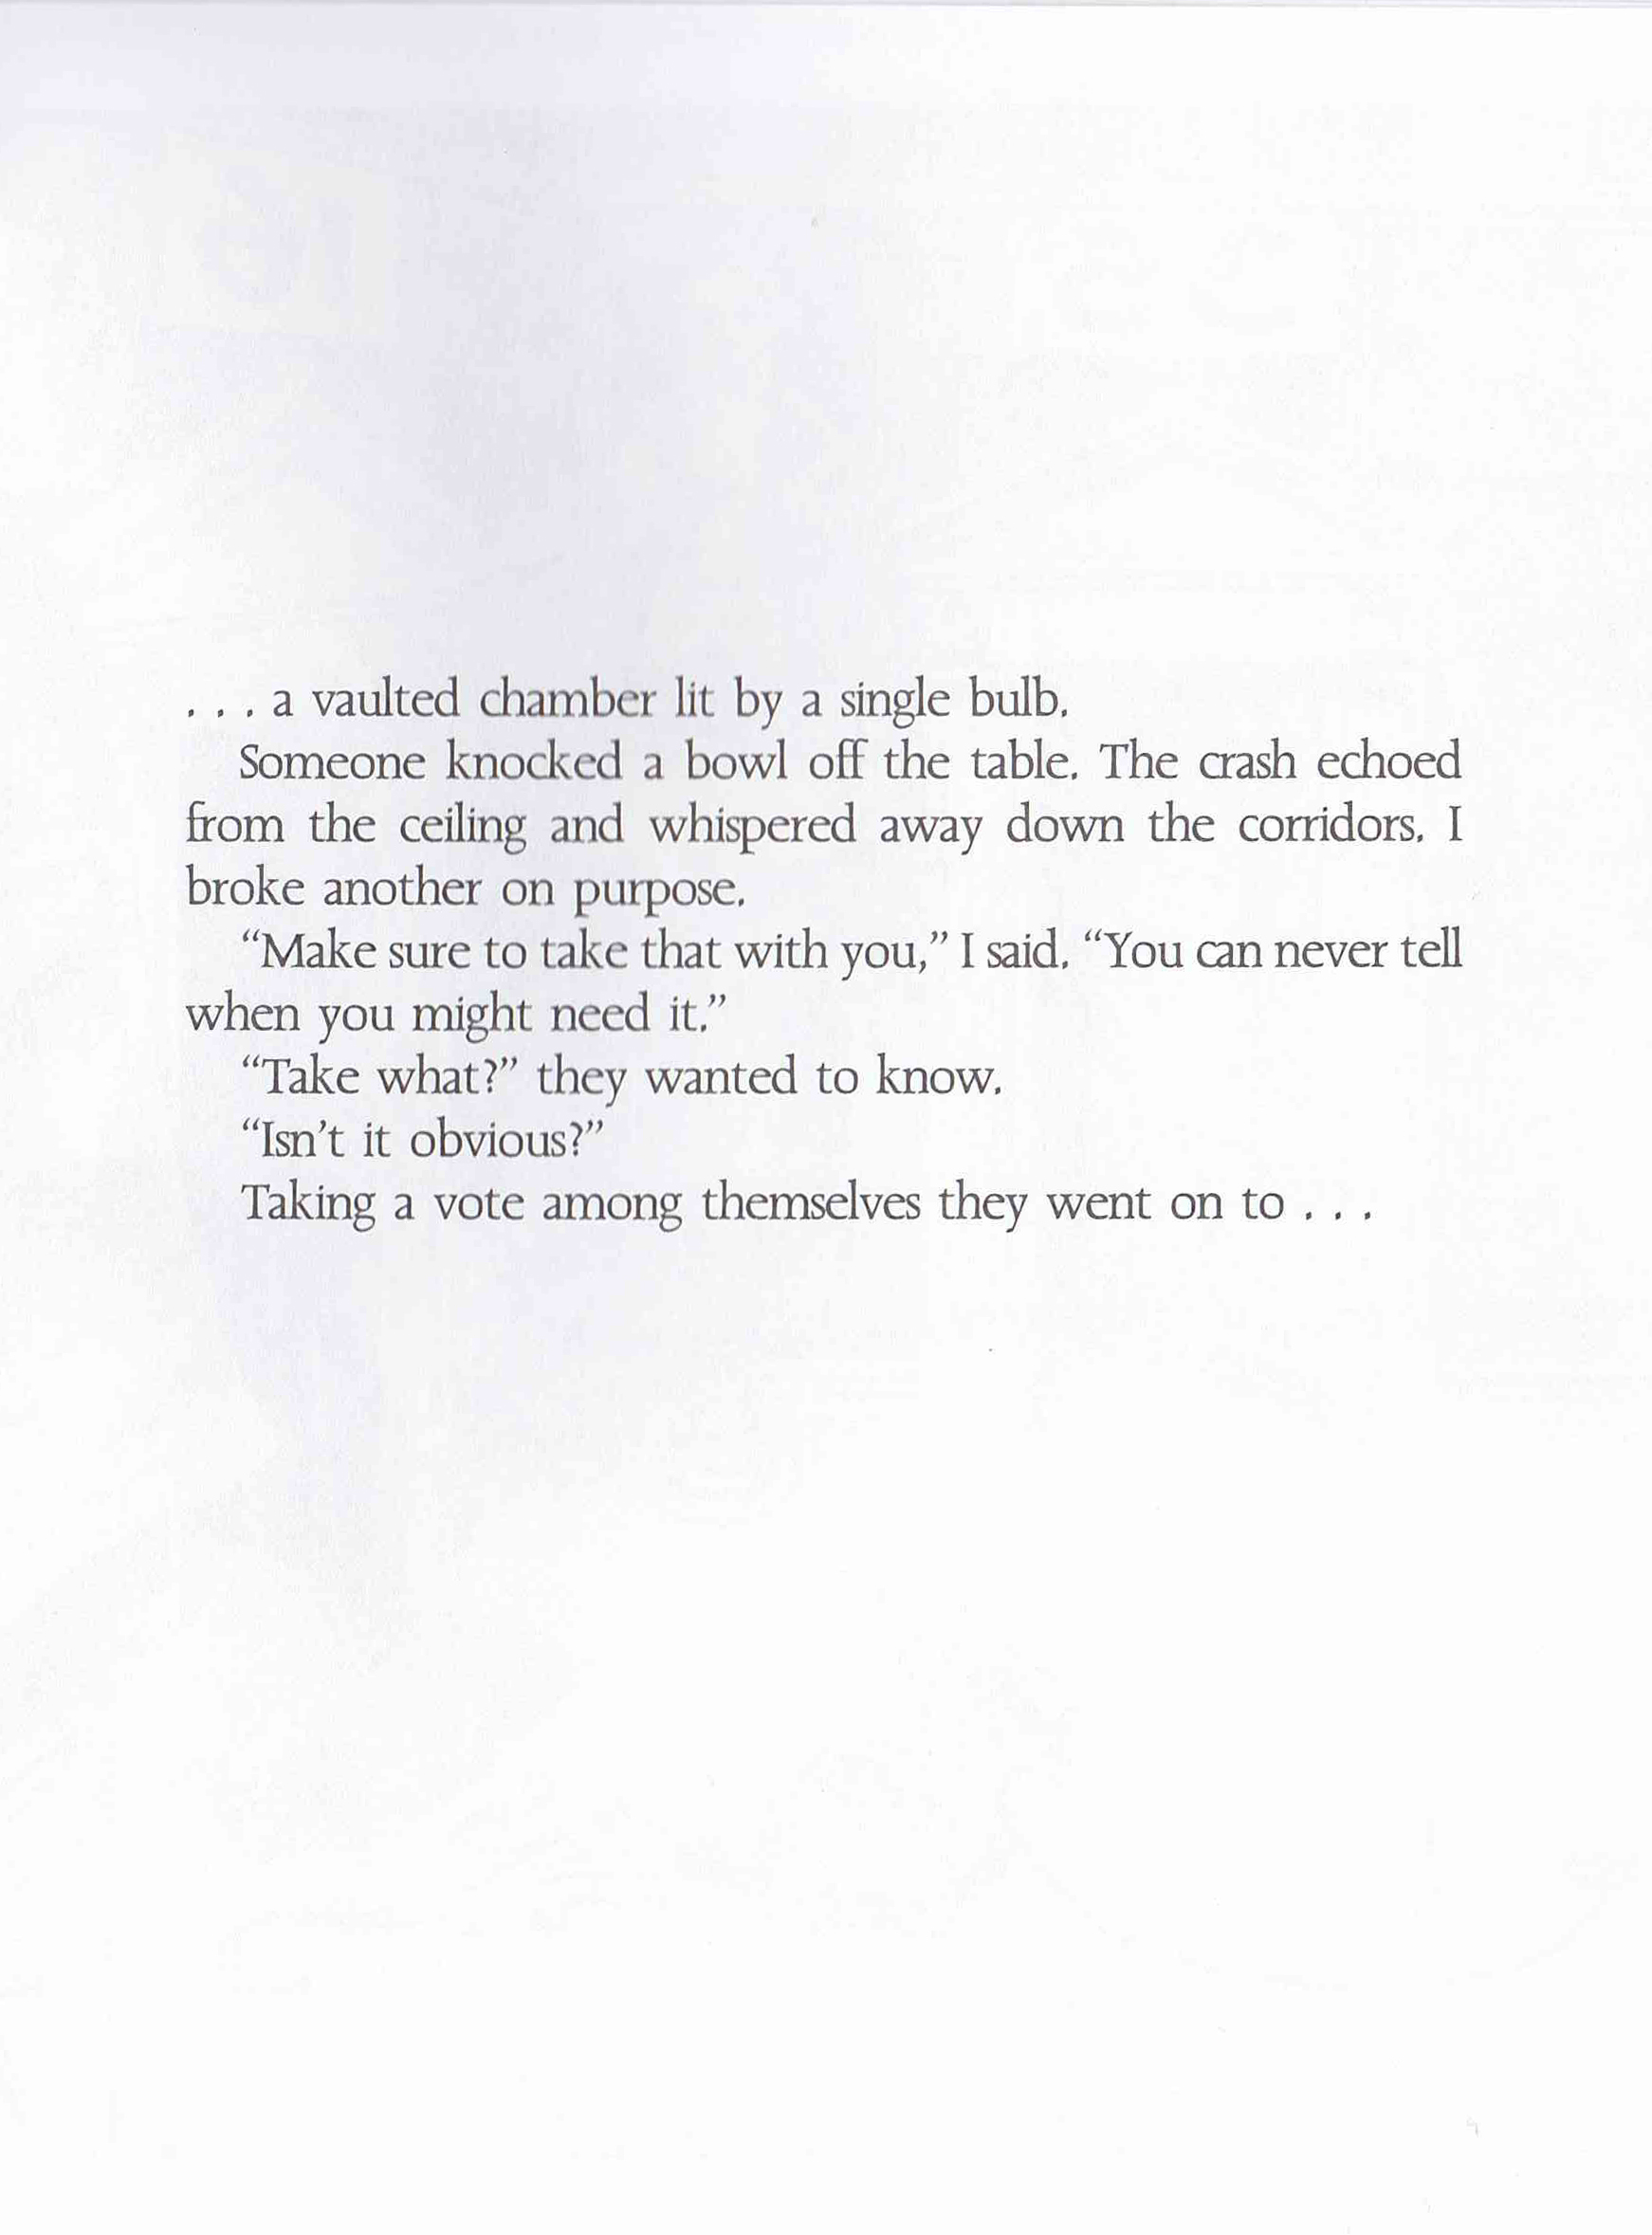 . . . a vaulted chamber lit by a single bulb.
Someone knocked a bowl off the table. The crash echoed
from the ceiling and whispered away down the corridors. I
broke another on purpose.
“Make sure to take that with you,” I said. “You can never tell
when you might need it.”
“Take what?” they wanted to know.
“Isn’t it obvious?”
Taking a vote among themselves they went on to . . .